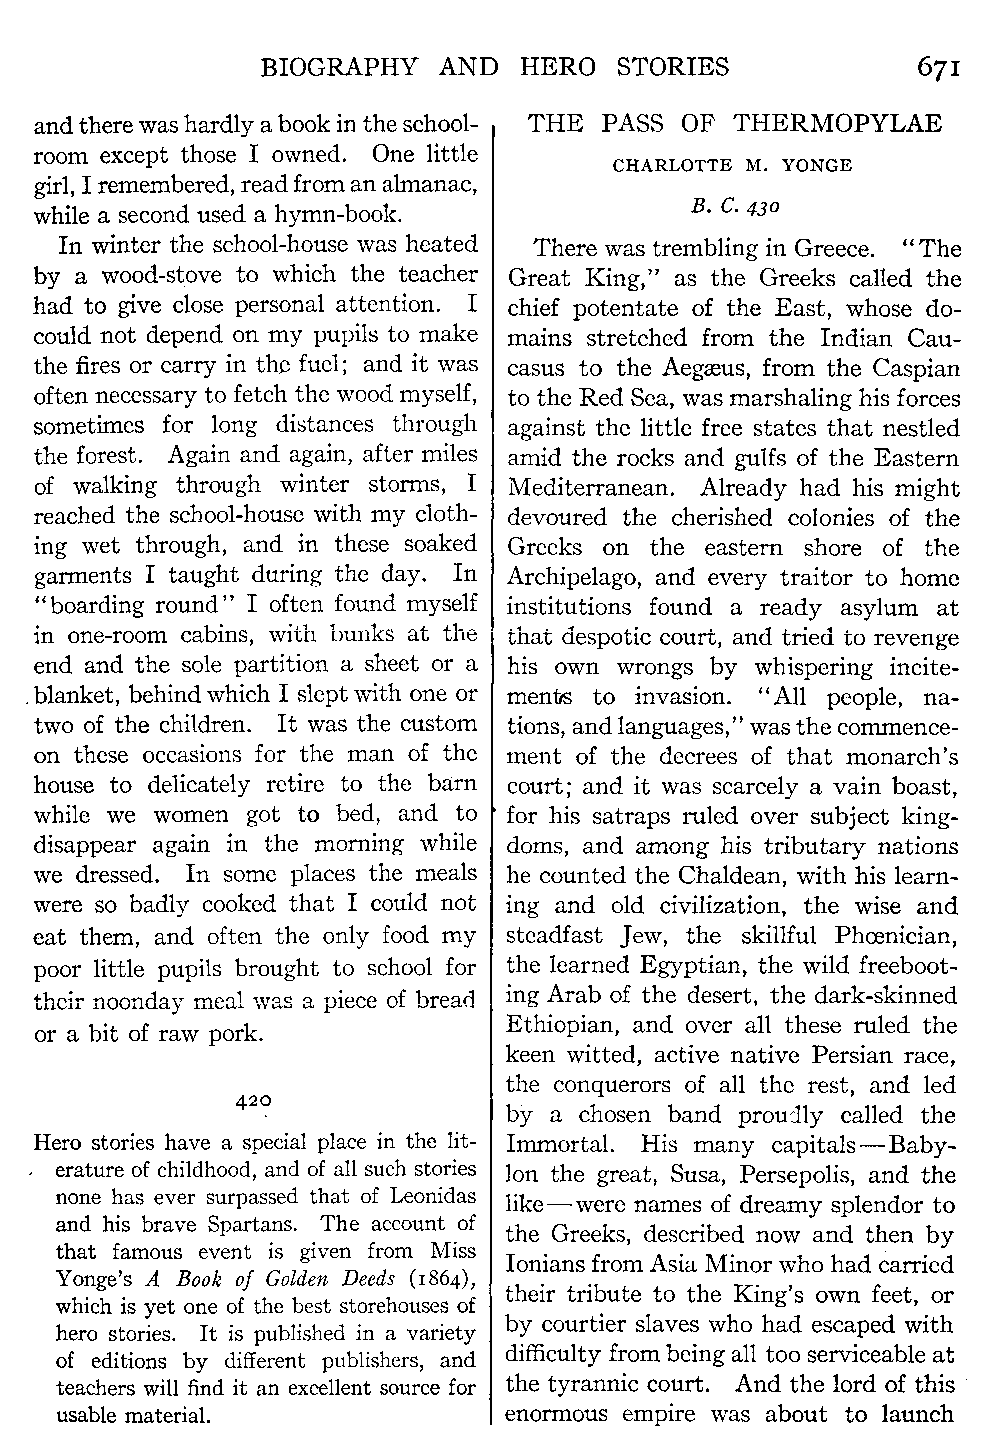 BIOGRAPHY AND HERO STORIES 671
and there was hardly a book in the school-
room except those I owned. One little
girl, I remembered, read from an almanac,
while a second used a hymn-book.
In winter the school-house was heated
by a wood-stove to which the teacher
had to give close personal attention. I
could not depend on my pupils to make
the fires or carry in the fuel; and it was
often necessary to fetch the wood myself,
sometimes for long distances through
the forest. Again and again, after miles
of walking through winter storms, I
reached the school-house with my cloth-
ing wet through, and in these soaked
garments I taught during the day. In
"boarding round" I often found myself
in one-room cabins, with bunks at the
end and the sole partition a sheet or a
blanket, behind which I slept with one or
two of the children. It was the custom
on these occasions for the man of the
house to delicately retire to the barn
while we women got to bed, and to
disappear again in the morning while
we dressed. In some places the meals
were so badly cooked that I could not
eat them, and often the only food my
poor little pupils brought to school for
their noonday meal was a piece of bread
or a bit of raw pork.
420
Hero stories have a special place in the lit-
erature of childhood, and of all such stories
none has ever surpassed that of Leonidas
and his brave Spartans. The account of
that famous event is given from Miss
Yonge's A Book of Golden Deeds (1864),
which is yet one of the best storehouses of
hero stories. It is published in a variety
of editions by different publishers, and
teachers will find it an excellent source for
usable material.
THE PASS OF THERMOPYLAE
CHARLOTTE M. YONGE
B. C. 430
There was trembling in Greece. "The
Great King," as the Greeks called the
chief potentate of the East, whose do-
mains stretched from the Indian Cau-
casus to the Aegæus, from the Caspian
to the Red Sea, was marshaling his forces
against the little free states that nestled
amid the rocks and gulfs of the Eastern
Mediterranean. Already had his might
devoured the cherished colonies of the
Greeks on the eastern shore of the
Archipelago, and every traitor to home
institutions found a ready asylum at
that despotic court, and tried to revenge
his own wrongs by whispering incite-
ments to invasion. "All people, na-
tions, and languages," was the commence-
ment of the decrees of that monarch's
court; and it was scarcely a vain boast,
for his satraps ruled over subject king-
doms, and among his tributary nations
he counted the Chaldean, with his learn-
ing and old civilization, the wise and
steadfast Jew, the skillful Phœnician,
the learned Egyptian, the wild freeboot-
ing Arab of the desert, the dark-skinned
Ethiopian, and over all these ruled the
keen witted, active native Persian race,
the conquerors of all the rest, and led
by a chosen band proudly called the
Immortal. His many capitals—Baby-
lon the great, Susa, Persepolis, and the
like—were names of dreamy splendor to
the Greeks, described now and then by
Ionians from Asia Minor who had carried
their tribute to the King's own feet, or
by courtier slaves who had escaped with
difficulty from being all too serviceable at
the tyrannic court. And the lord of this
enormous empire was about to launch